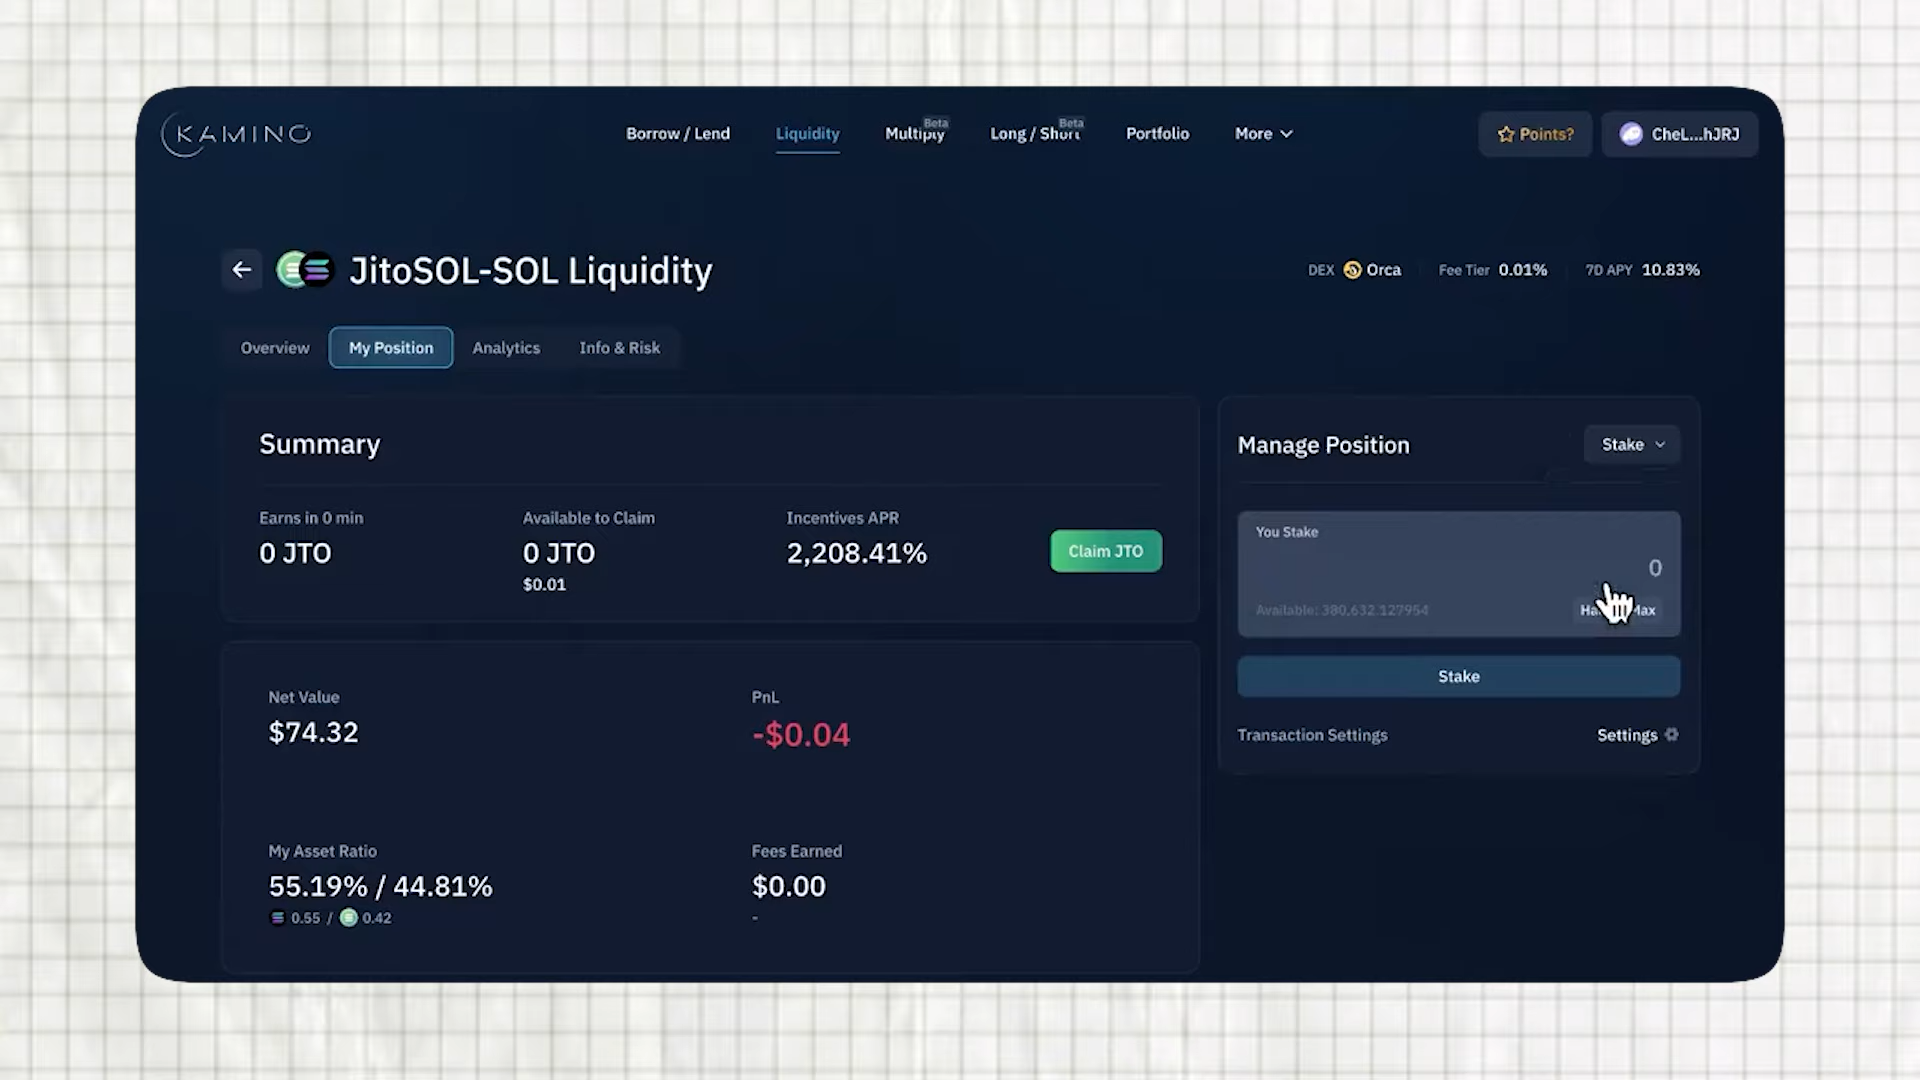 KAMINO
Borrow / Lend
Liquidity
Multiply Beta
Long / Short Beta
Portfolio
More
Points?
CheL...hJRJ
JitoSOL-SOL Liquidity
DEX Orca
Fee Tier 0.01%
7D APY 10.83%
Overview
My Position
Analytics
Info & Risk
Summary
Earns in 0 min
0 JTO
Available to Claim
0 JTO
$0.01
Incentives APR
2,208.41%
Claim JTO
Net Value
$74.32
PnL
-$0.04
My Asset Ratio
55.19% / 44.81%
0.55 / 0.42
Fees Earned
$0.00
-
Manage Position
Stake
You Stake
0
Available: 380,632.127954
Stake
Transaction Settings
Settings